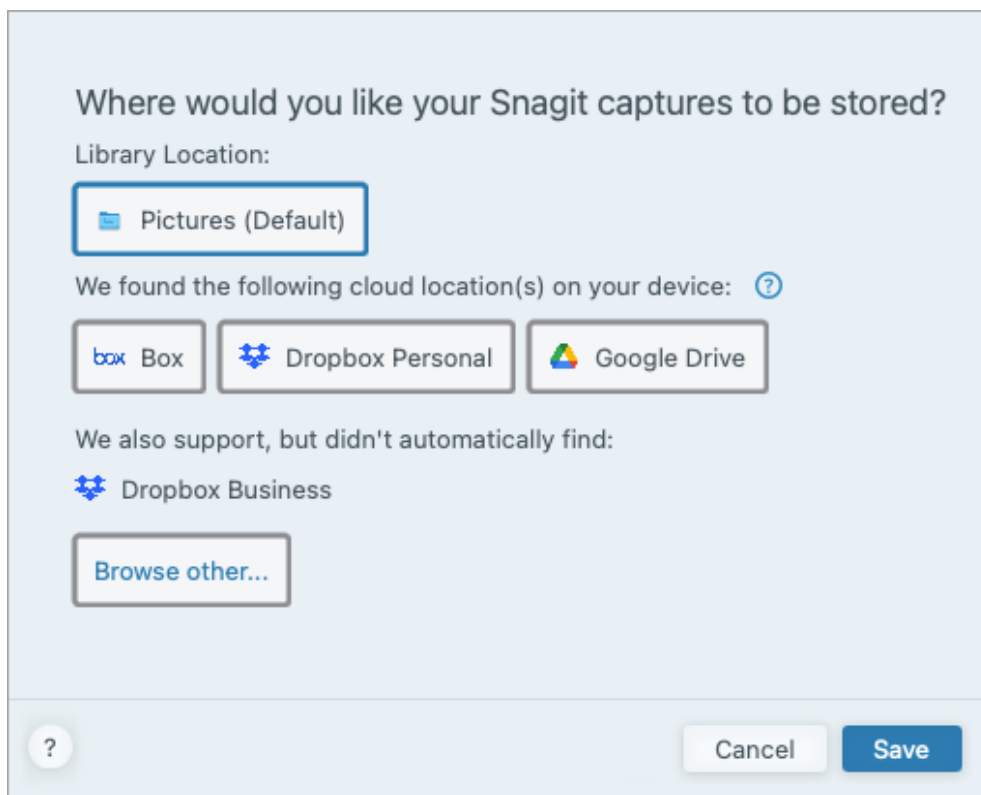 Where would you like your Snagit captures to be stored?
Library Location:
Pictures (Default)
We found the following cloud location(s) on your device: ?
box Box Dropbox Personal Google Drive
We also support, but didn't automatically find:
Dropbox Business
Browse other...
? Cancel Save